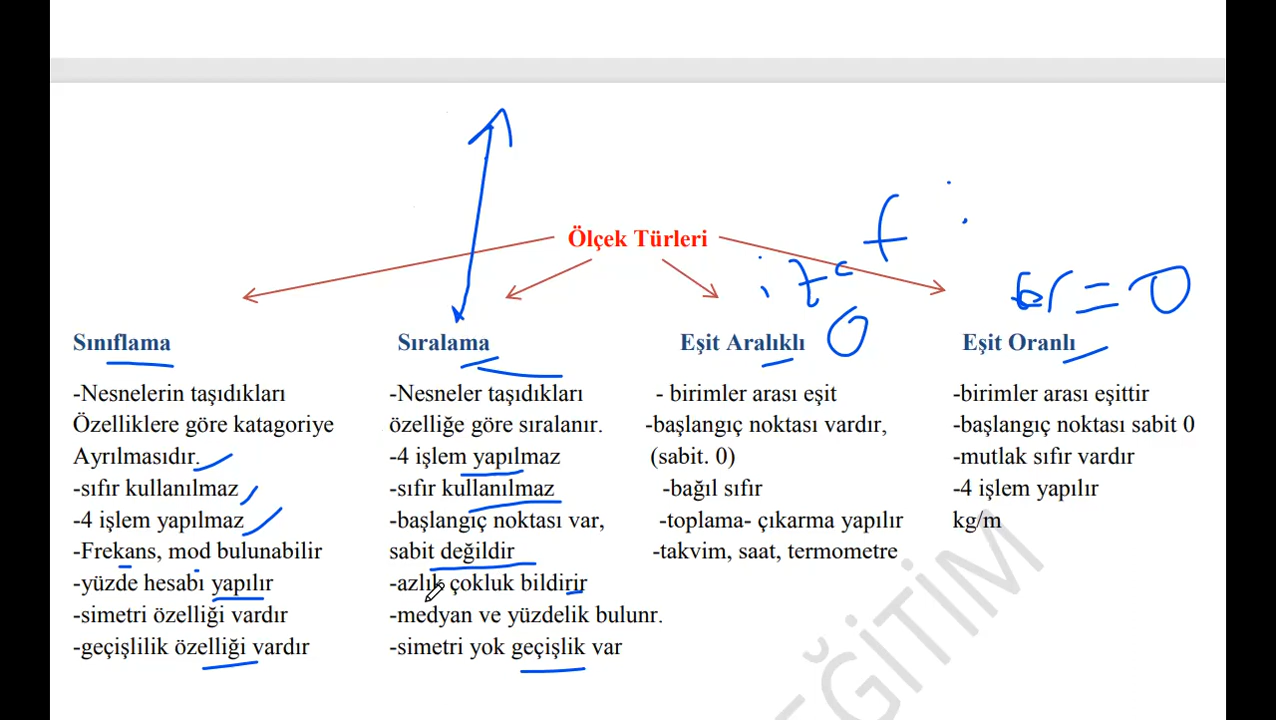 Ölçek Türleri
Sınıflama
-Nesnelerin taşıdıkları
Özelliklere göre katagoriye
Ayrılmasıdır.
-sıfır kullanılmaz
-4 işlem yapılmaz
-Frekans, mod bulunabilir
-yüzde hesabı yapılır
-simetri özelliği vardır
-geçişlilik özelliği vardır
Sıralama
-Nesneler taşıdıkları
özelliğe göre sıralanır.
-4 işlem yapılmaz
-sıfır kullanılmaz
-başlangıç noktası var,
sabit değildir
-azlık çokluk bildirir
-medyan ve yüzdelik bulunr.
-simetri yok geçişlik var
Eşit Aralıklı
- birimler arası eşit
-başlangıç noktası vardır,
(sabit. 0)
-bağıl sıfır
-toplama- çıkarma yapılır
-takvim, saat, termometre
Eşit Oranlı
-birimler arası eşittir
-başlangıç noktası sabit 0
-mutlak sıfır vardır
-4 işlem yapılır
kg/m
= 0
0
EĞİTİM